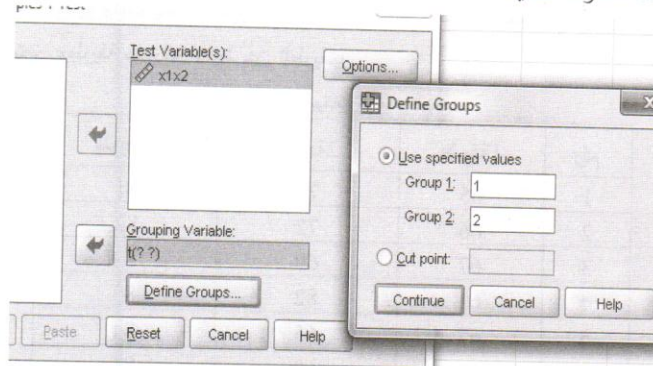 Test Variable(s):
x1x2
Options...
Grouping Variable:
t(? ?)
Define Groups...
Paste
Reset
Cancel
Help
Define Groups
Use specified values
Group 1: 1
Group 2: 2
Cut point:
Continue
Cancel
Help